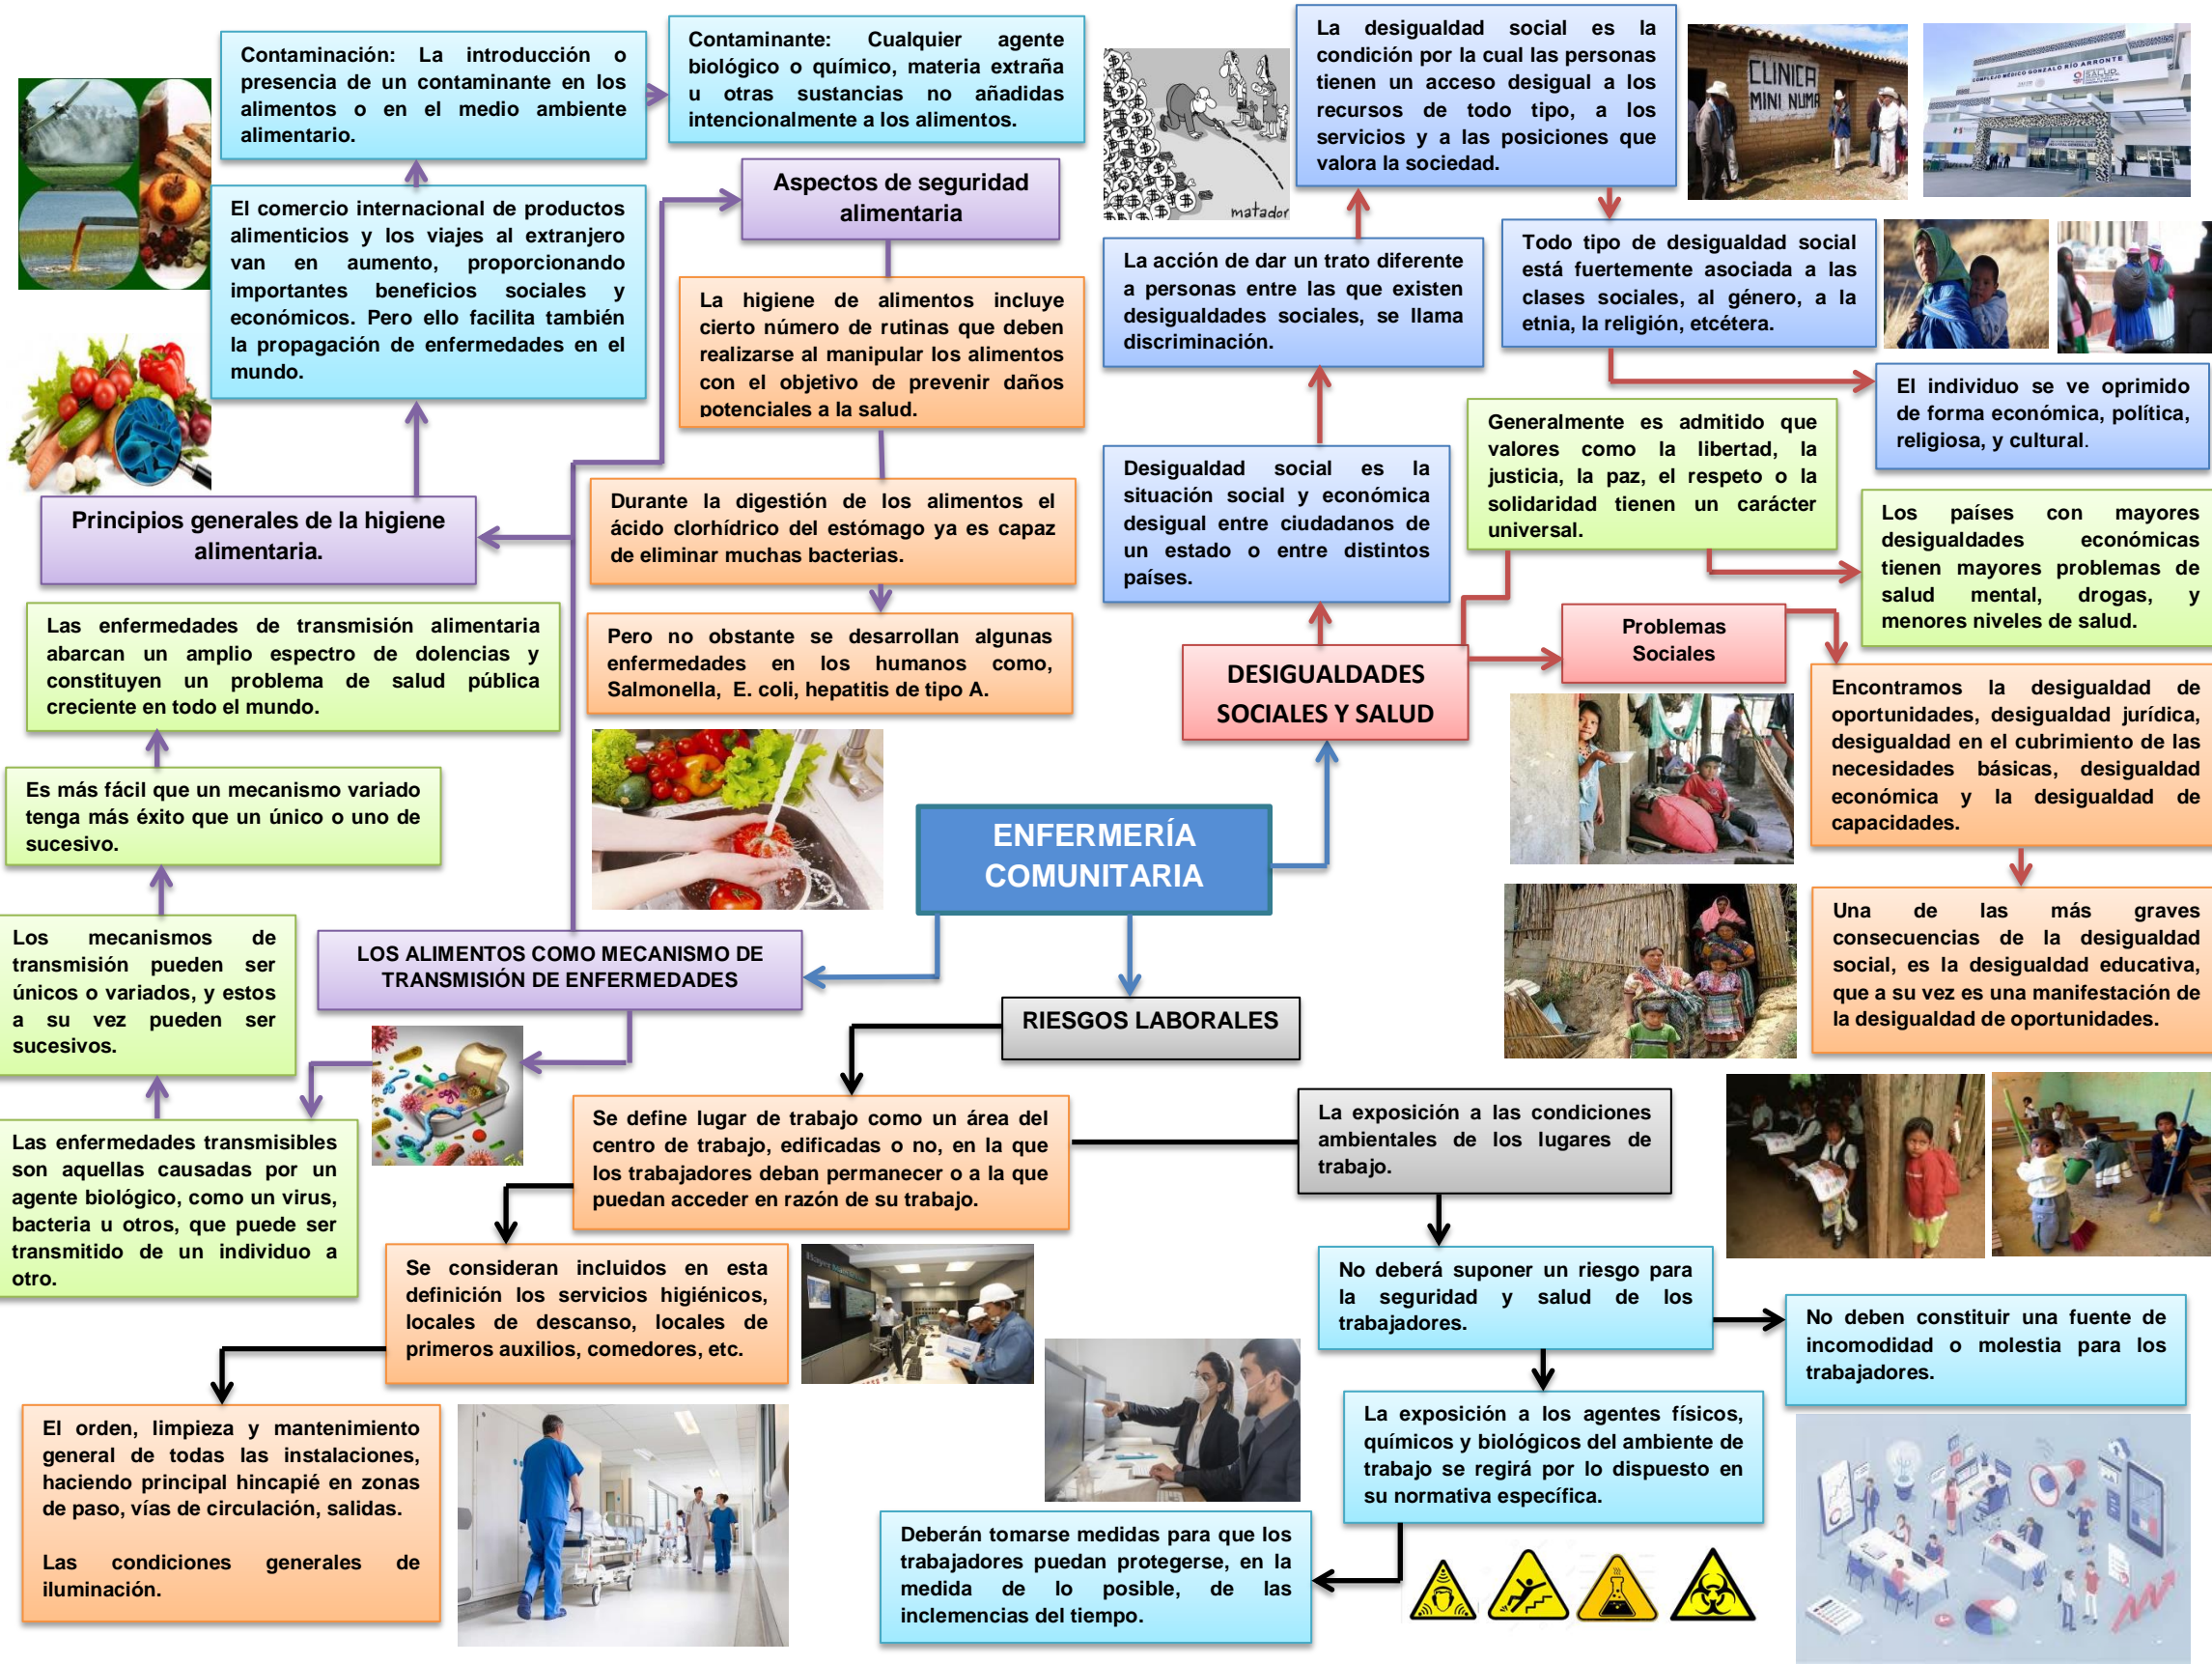 Contaminación: La introducción o
presencia de un contaminante en los
alimentos o en el medio ambiente
alimentario.
Contaminante: Cualquier agente
biológico o químico, materia extraña
u otras sustancias no añadidas
intencionalmente a los alimentos.
El comercio internacional de productos
alimenticios y los viajes al extranjero
van en aumento, proporcionando
importantes beneficios sociales y
económicos. Pero ello facilita también
la propagación de enfermedades en el
mundo.
Aspectos de seguridad
alimentaria
La higiene de alimentos incluye
cierto número de rutinas que deben
realizarse al manipular los alimentos
con el objetivo de prevenir daños
potenciales a la salud.
Principios generales de la higiene
alimentaria.
Durante la digestión de los alimentos el
ácido clorhídrico del estómago ya es capaz
de eliminar muchas bacterias.
Pero no obstante se desarrollan algunas
enfermedades en los humanos como,
Salmonella, E. coli, hepatitis de tipo A.
Las enfermedades de transmisión alimentaria
abarcan un amplio espectro de dolencias y
constituyen un problema de salud pública
creciente en todo el mundo.
Es más fácil que un mecanismo variado
tenga más éxito que un único o uno de
sucesivo.
Los mecanismos de
transmisión pueden ser
únicos o variados, y estos
a su vez pueden ser
sucesivos.
Las enfermedades transmisibles
son aquellas causadas por un
agente biológico, como un virus,
bacteria u otros, que puede ser
transmitido de un individuo a
otro.
LOS ALIMENTOS COMO MECANISMO DE
TRANSMISIÓN DE ENFERMEDADES
ENFERMERÍA
COMUNITARIA
matador
La desigualdad social es la
condición por la cual las personas
tienen un acceso desigual a los
recursos de todo tipo, a los
servicios y a las posiciones que
valora la sociedad.
CLINICA
MINI NUMA
COMPLEJO MÉDICO GONZALO RÍO ARRONTE
SALUD
La acción de dar un trato diferente
a personas entre las que existen
desigualdades sociales, se llama
discriminación.
Todo tipo de desigualdad social
está fuertemente asociada a las
clases sociales, al género, a la
etnia, la religión, etcétera.
El individuo se ve oprimido
de forma económica, política,
religiosa, y cultural.
Desigualdad social es la
situación social y económica
desigual entre ciudadanos de
un estado o entre distintos
países.
Generalmente es admitido que
valores como la libertad, la
justicia, la paz, el respeto o la
solidaridad tienen un carácter
universal.
Los países con mayores
desigualdades económicas
tienen mayores problemas de
salud mental, drogas, y
menores niveles de salud.
DESIGUALDADES
SOCIALES Y SALUD
Problemas
Sociales
Encontramos la desigualdad de
oportunidades, desigualdad jurídica,
desigualdad en el cubrimiento de las
necesidades básicas, desigualdad
económica y la desigualdad de
capacidades.
Una de las más graves
consecuencias de la desigualdad
social, es la desigualdad educativa,
que a su vez es una manifestación de
la desigualdad de oportunidades.
RIESGOS LABORALES
Se define lugar de trabajo como un área del
centro de trabajo, edificadas o no, en la que
los trabajadores deban permanecer o a la que
puedan acceder en razón de su trabajo.
Se consideran incluidos en esta
definición los servicios higiénicos,
locales de descanso, locales de
primeros auxilios, comedores, etc.
El orden, limpieza y mantenimiento
general de todas las instalaciones,
haciendo principal hincapié en zonas
de paso, vías de circulación, salidas.
Las condiciones generales de
iluminación.
La exposición a las condiciones
ambientales de los lugares de
trabajo.
No deberá suponer un riesgo para
la seguridad y salud de los
trabajadores.
No deben constituir una fuente de
incomodidad o molestia para los
trabajadores.
La exposición a los agentes físicos,
químicos y biológicos del ambiente de
trabajo se regirá por lo dispuesto en
su normativa específica.
Deberán tomarse medidas para que los
trabajadores puedan protegerse, en la
medida de lo posible, de las
inclemencias del tiempo.